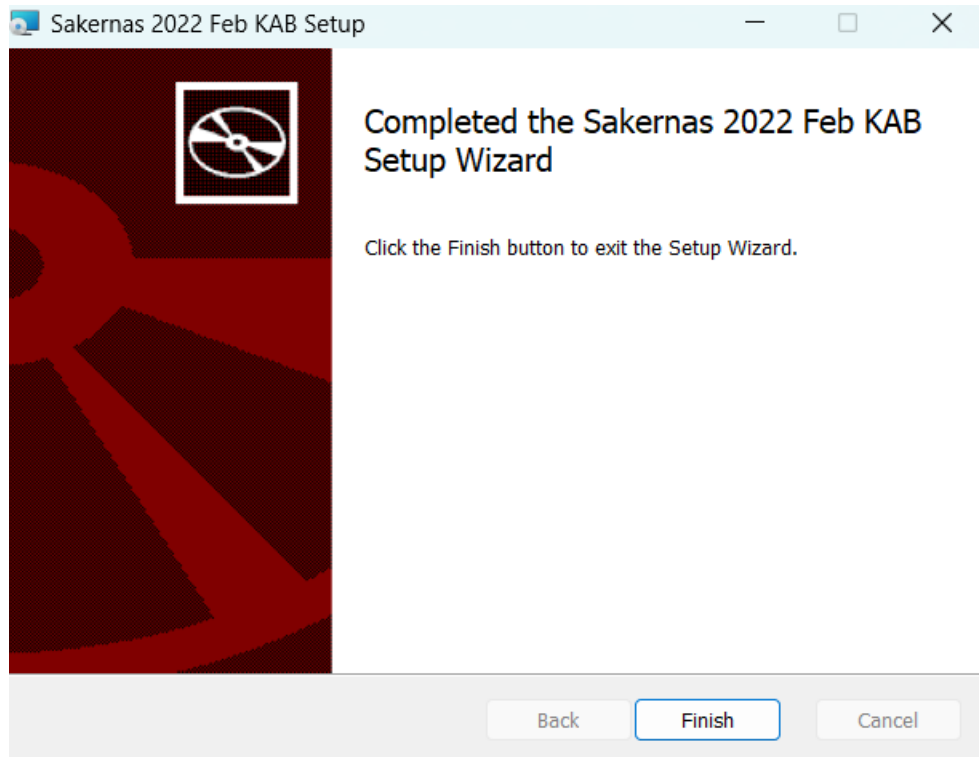 Sakernas 2022 Feb KAB Setup
Completed the Sakernas 2022 Feb KAB
Setup Wizard
Click the Finish button to exit the Setup Wizard.
Back Finish Cancel